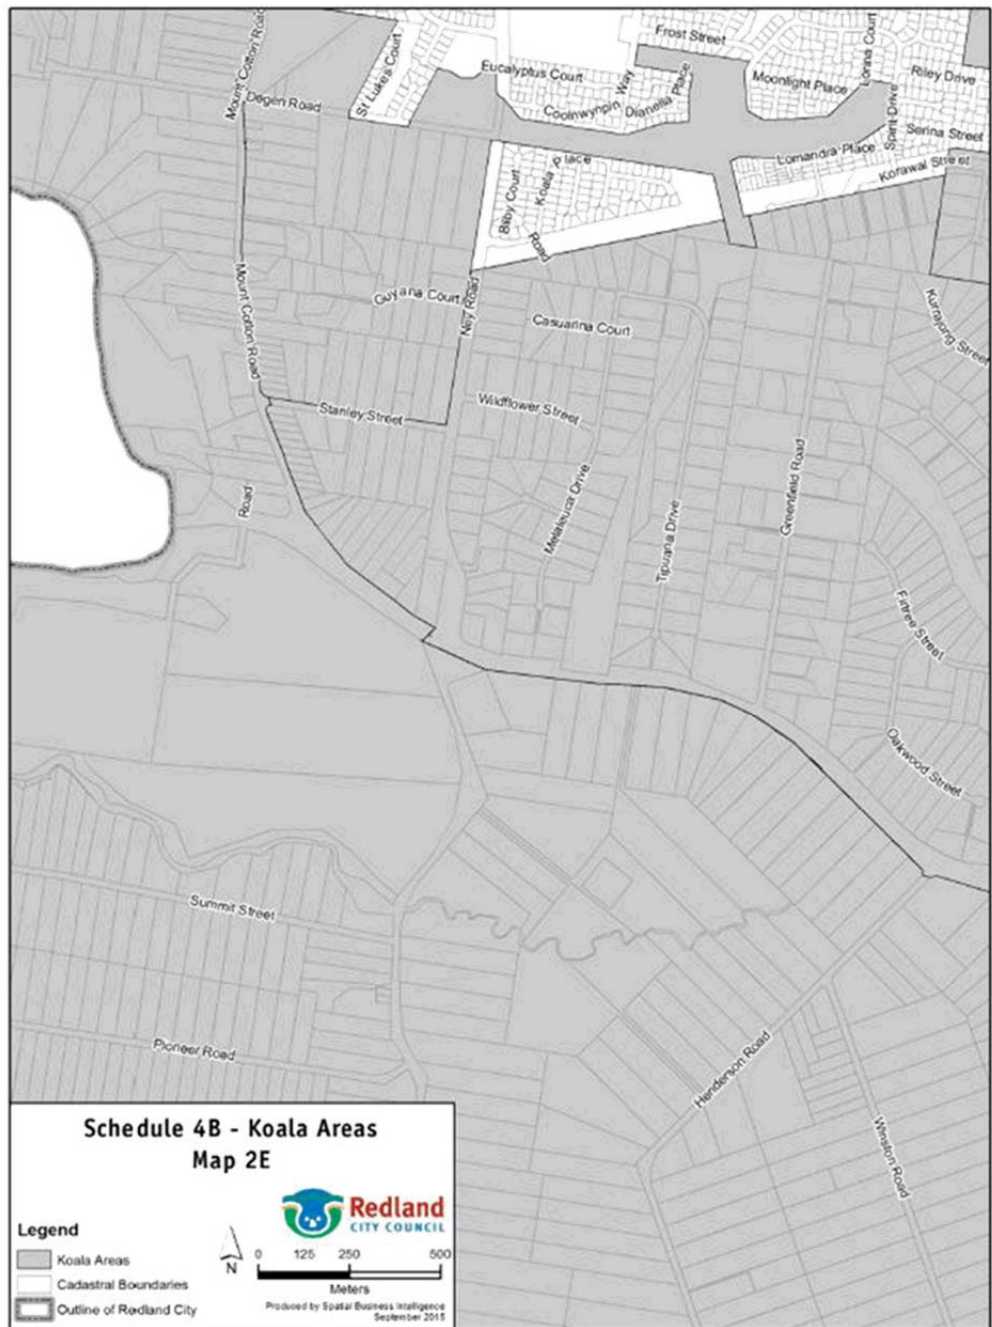 Frost Street
Lorina Court
Mount Cotton Road
St Lukes Court
Eucalyptus Court
Way
Riley Drive
Moonlight Place
Degen Road
Coolnwynpin
Dianella Place
Spirit Drive
Serina Street
Lomandra Place
Korawal Street
Koala Place
Bilby Court
Road
Mount Cotton Road
Guyana Court
Ney Road
Casuarina Court
Kurrajong Street
Stanley Street
Wildflower Street
Road
Melaleuca Drive
Tipuana Drive
Greenfield Road
Firtree Street
Oakwood Street
Summit Street
Pioneer Road
Henderson Road
Winston Road
Schedule 4B - Koala Areas
Map 2E
Redland
CITY COUNCIL
Legend
Koala Areas
Cadastral Boundaries
Outline of Redland City
N
0 125 250 500
Meters
Produced by Spatial Business Intelligence
September 2015